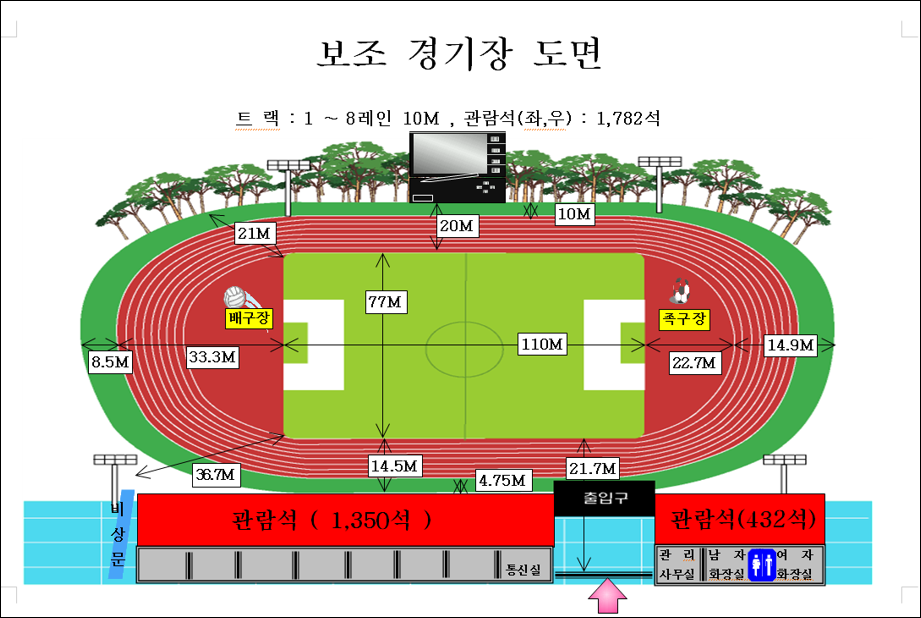 보조 경기장 도면
트 랙 : 1 ~ 8레인 10M , 관람석(좌,우) : 1,782석
10M
20M
21M
77M
배구장
족구장
110M
14.9M
8.5M
33.3M
22.7M
14.5M
21.7M
36.7M
4.75M
출입구
비상문
관람석 ( 1,350석 )
관람석(432석)
통신실
관 리
사무실
남 자
화장실
여 자
화장실